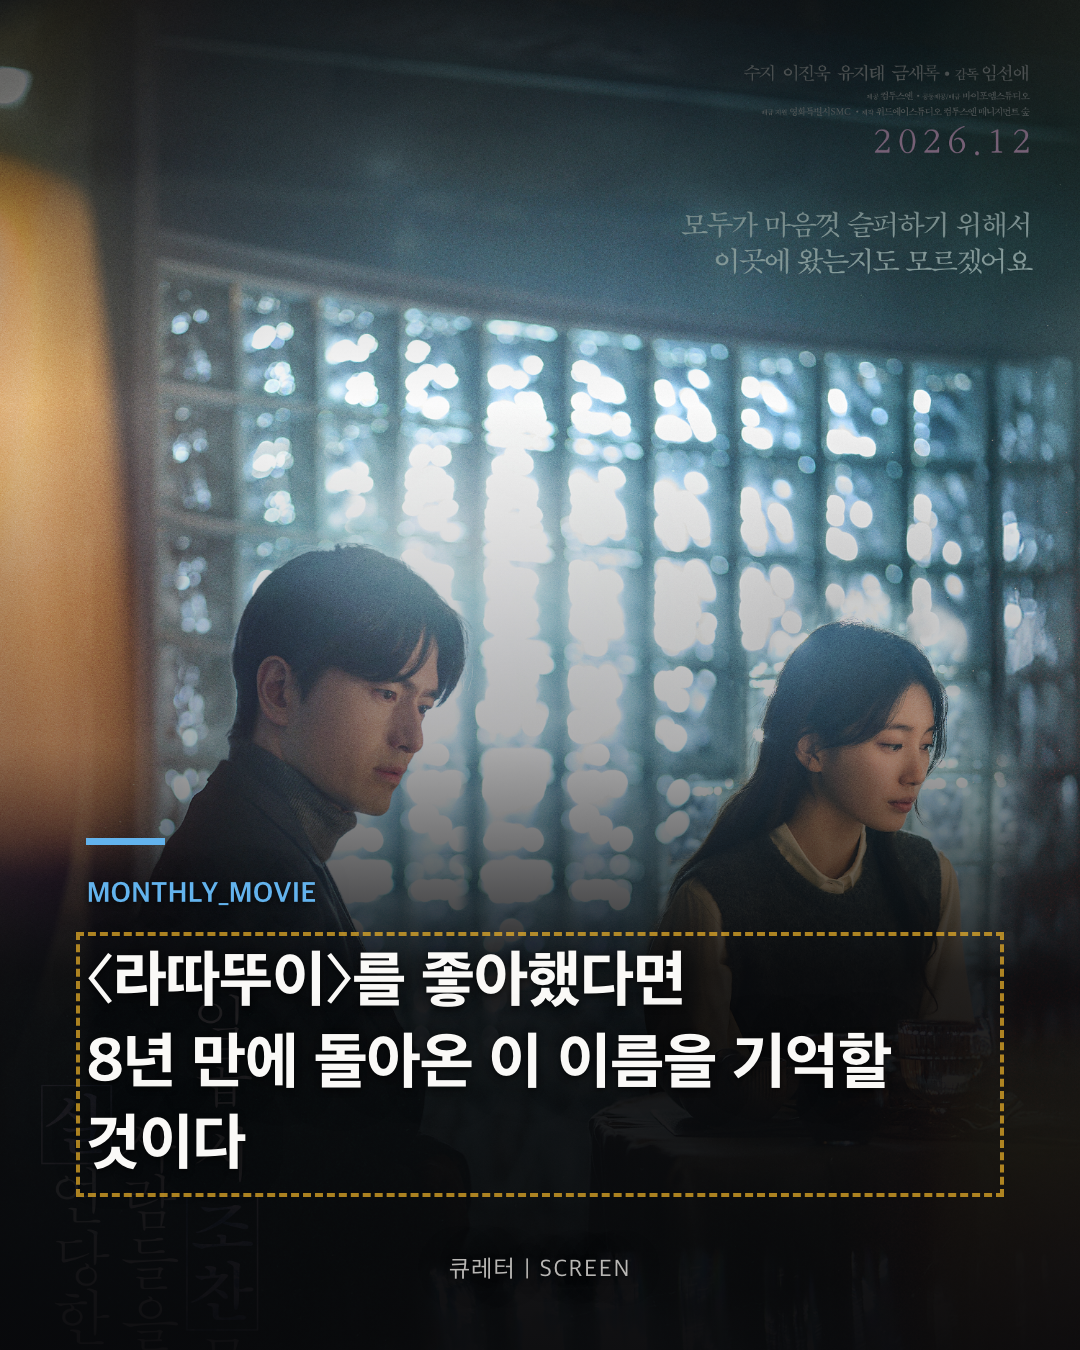 수지 이진욱 유지태 금새록 • 감독 임선애
2026.12
모두가 마음껏 슬퍼하기 위해서
이곳에 왔는지도 모르겠어요
MONTHLY_MOVIE
〈라따뚜이〉를 좋아했다면
8년 만에 돌아온 이 이름을 기억할
것이다
큐레터 | SCREEN